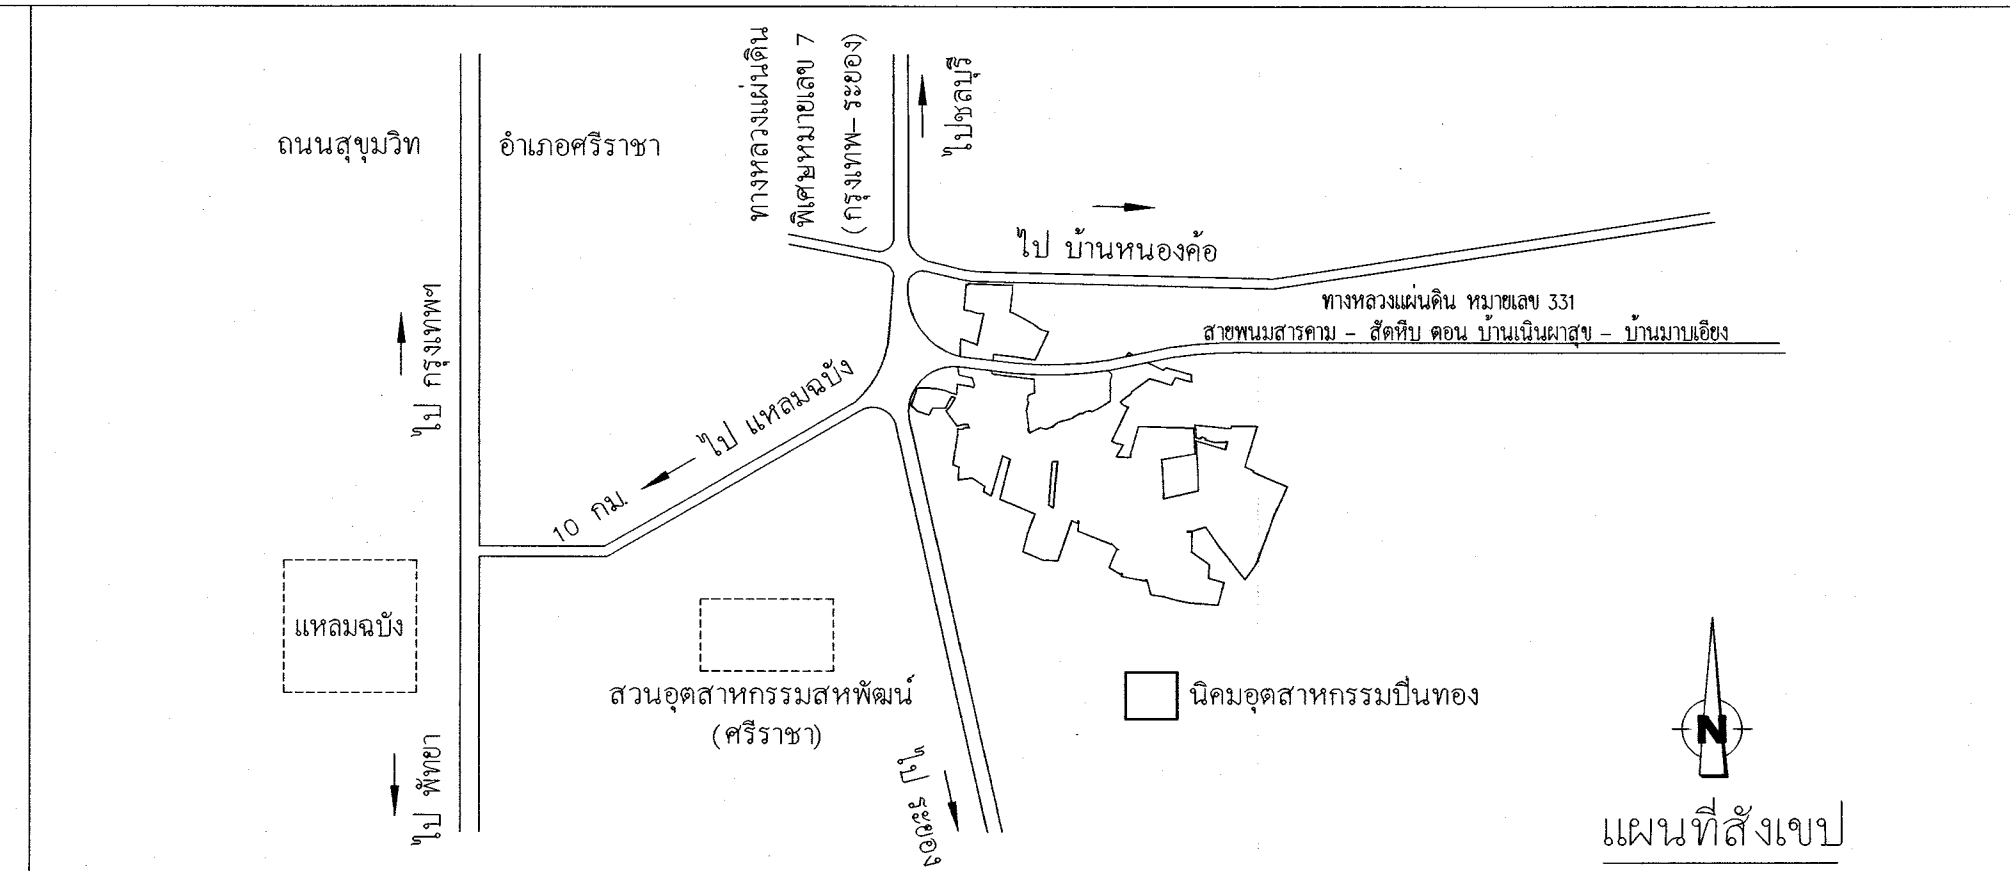 ถนนสุขุมวิท
อำเภอศรีราชา
ทางหลวงแผ่นดิน
พิเศษหมายเลข 7
(กรุงเทพ-ระยอง)
ไปชลบุรี
ไป บ้านหนองค้อ
ทางหลวงแผ่นดิน หมายเลข 331
สายพนมสารคาม - สัตหีบ ตอน บ้านเนินผาสุข - บ้านมาบเอียง
ไป กรุงเทพฯ
ไป แหลมฉบัง
10 กม.
แหลมฉบัง
สวนอุตสาหกรรมสหพัฒน์
(ศรีราชา)
นิคมอุตสาหกรรมปิ่นทอง
ไป พัทยา
ไป ระยอง
N
แผนที่สังเขป